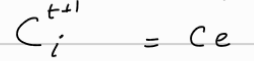 C_i^{t+1} = Ce